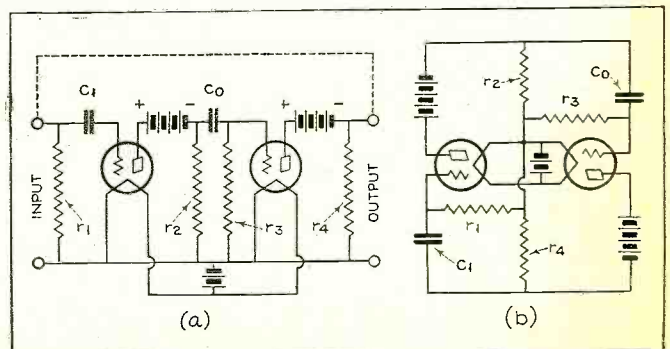 C1
+ - C0 + -
INPUT
r1
r2
r3
r4
OUTPUT
(a)
r2
C0
r3
r1
r4
C1
(b)